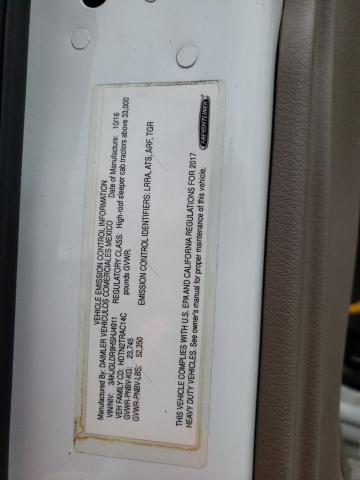 VEHICLE EMISSION CONTROL INFORMATION
Manufactured By: DAIMLER VEHICULOS COMERCIALES MEXICO Date of Manufacture: 10/16
VIN/NIV: 3AKJGLDR9HSHJ4911 REGULATORY CLASS: High-roof sleeper cab tractors above 33,000
VEH FAMILY CD: HDTN2TRAC14C pounds GVWR.
GVWR-PNBV-KG: 23,745
GVWR-PNBV-LBS: 52,350
EMISSION CONTROL IDENTIFIERS: LRRA, ATS, ARF, TGR
THIS VEHICLE COMPLIES WITH U.S. EPA AND CALIFORNIA REGULATIONS FOR 2017
HEAVY DUTY VEHICLES. See owner's manual for proper maintenance of this vehicle.
FREIGHTLINER